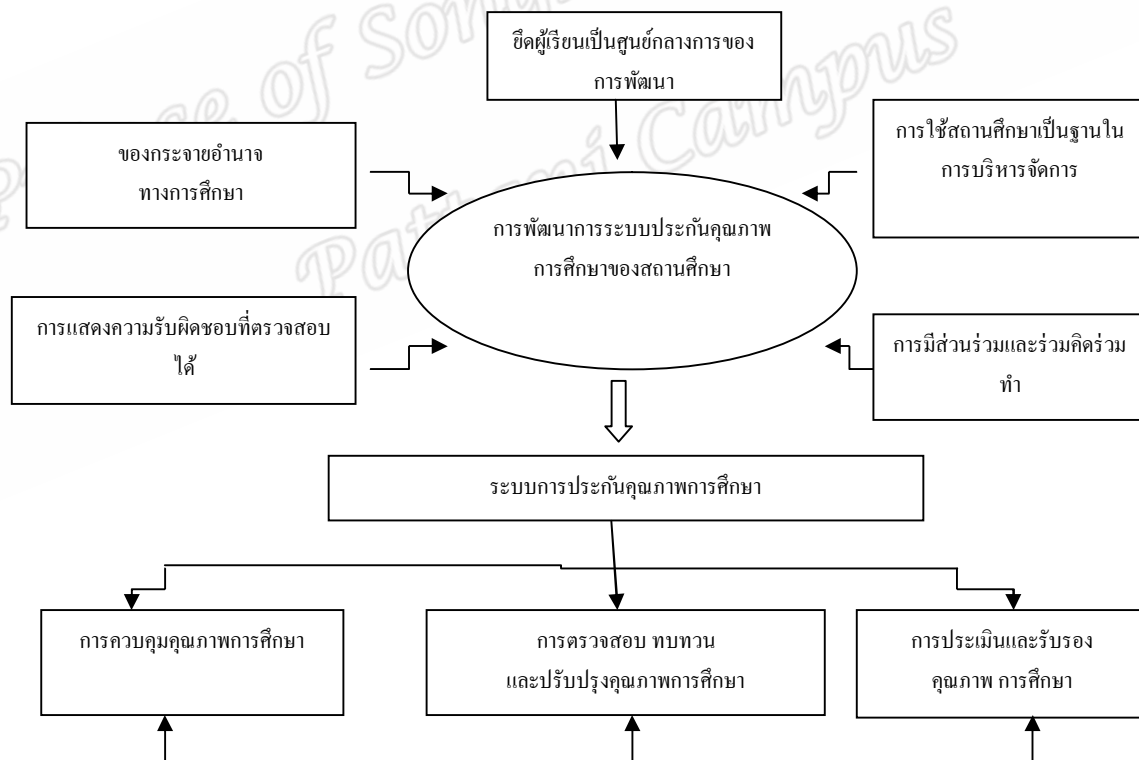 ยึดผู้เรียนเป็นศูนย์กลางการของ
การพัฒนา
ของกระจายอำนาจ
ทางการศึกษา
การใช้สถานศึกษาเป็นฐานใน
การบริหารจัดการ
การพัฒนาการระบบประกันคุณภาพ
การศึกษาของสถานศึกษา
การแสดงความรับผิดชอบที่ตรวจสอบ
ได้
การมีส่วนร่วมและร่วมคิดร่วม
ทำ
ระบบการประกันคุณภาพการศึกษา
การควบคุมคุณภาพการศึกษา
การตรวจสอบ ทบทวน
และปรับปรุงคุณภาพการศึกษา
การประเมินและรับรอง
คุณภาพ การศึกษา
of
Campus